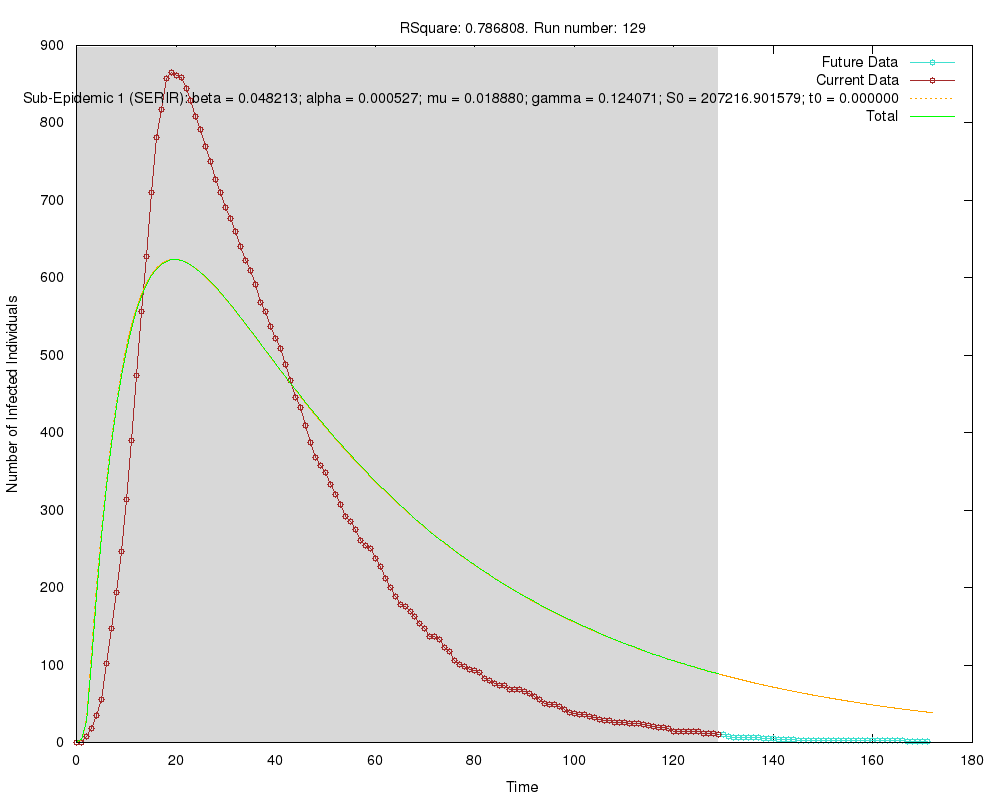 RSquare: 0.786808. Run number: 129
Future Data
Current Data
Sub-Epidemic 1 (SERIR): beta = 0.048213; alpha = 0.000527; mu = 0.018880; gamma = 0.124071; S0 = 207216.901579; t0 = 0.000000
Total
900
800
700
600
500
400
300
200
100
0
Number of Infected Individuals
0 20 40 60 80 100 120 140 160 180
Time